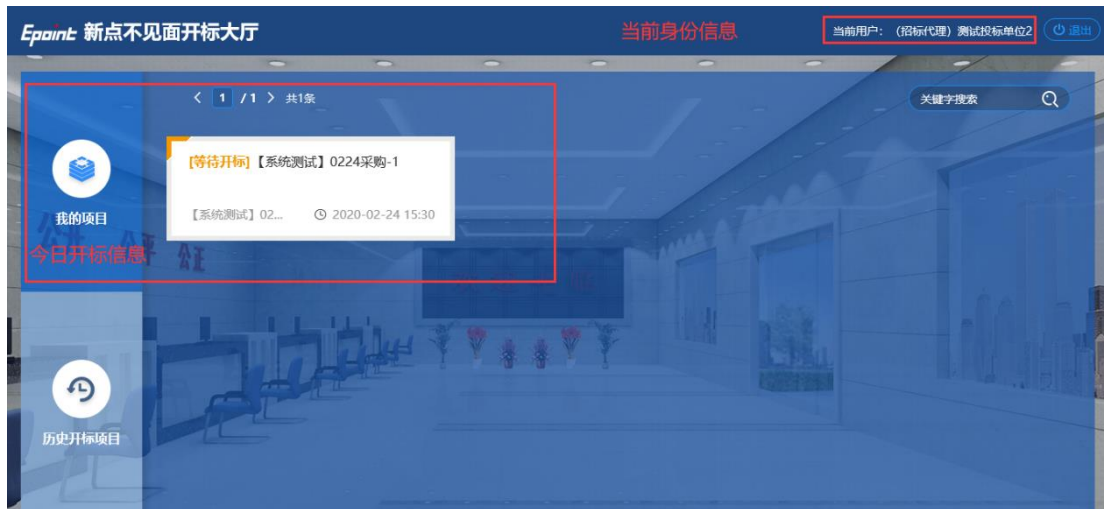 Epoint 新点不见面开标大厅
当前身份信息
当前用户： （招标代理）测试投标单位2
退出
< 1 /1 > 共1条
关键字搜索
[等待开标]【系统测试】0224采购-1
【系统测试】02... 2020-02-24 15:30
我的项目
今日开标信息
公正
历史开标项目